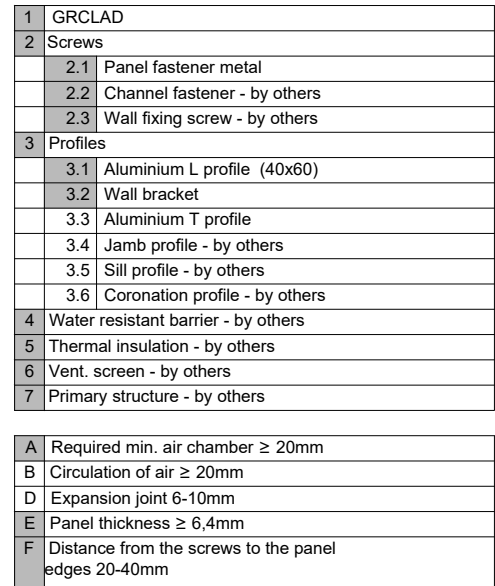 1 GRCLAD
2 Screws
2.1 Panel fastener metal
2.2 Channel fastener - by others
2.3 Wall fixing screw - by others
3 Profiles
3.1 Aluminium L profile (40x60)
3.2 Wall bracket
3.3 Aluminium T profile
3.4 Jamb profile - by others
3.5 Sill profile - by others
3.6 Coronation profile - by others
4 Water resistant barrier - by others
5 Thermal insulation - by others
6 Vent. screen - by others
7 Primary structure - by others
A Required min. air chamber ≥ 20mm
B Circulation of air ≥ 20mm
D Expansion joint 6-10mm
E Panel thickness ≥ 6,4mm
F Distance from the screws to the panel
edges 20-40mm